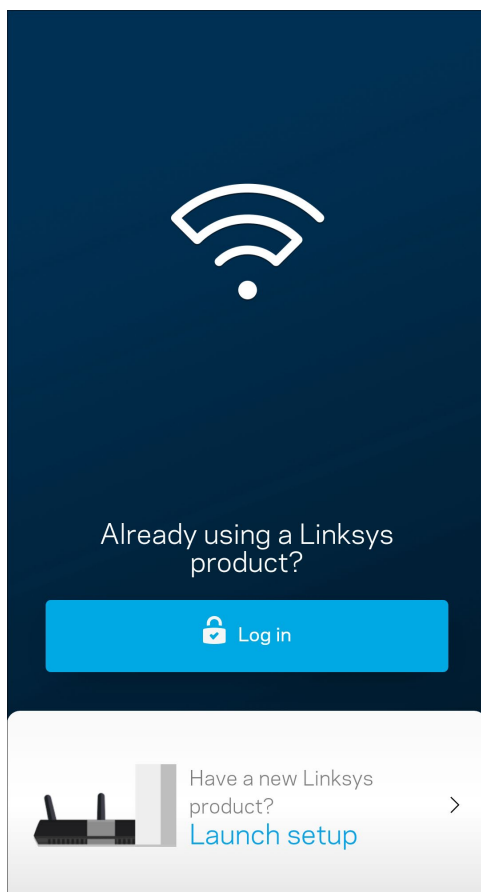 Already using a Linksys
product?
Log in
Have a new Linksys
product?
Launch setup